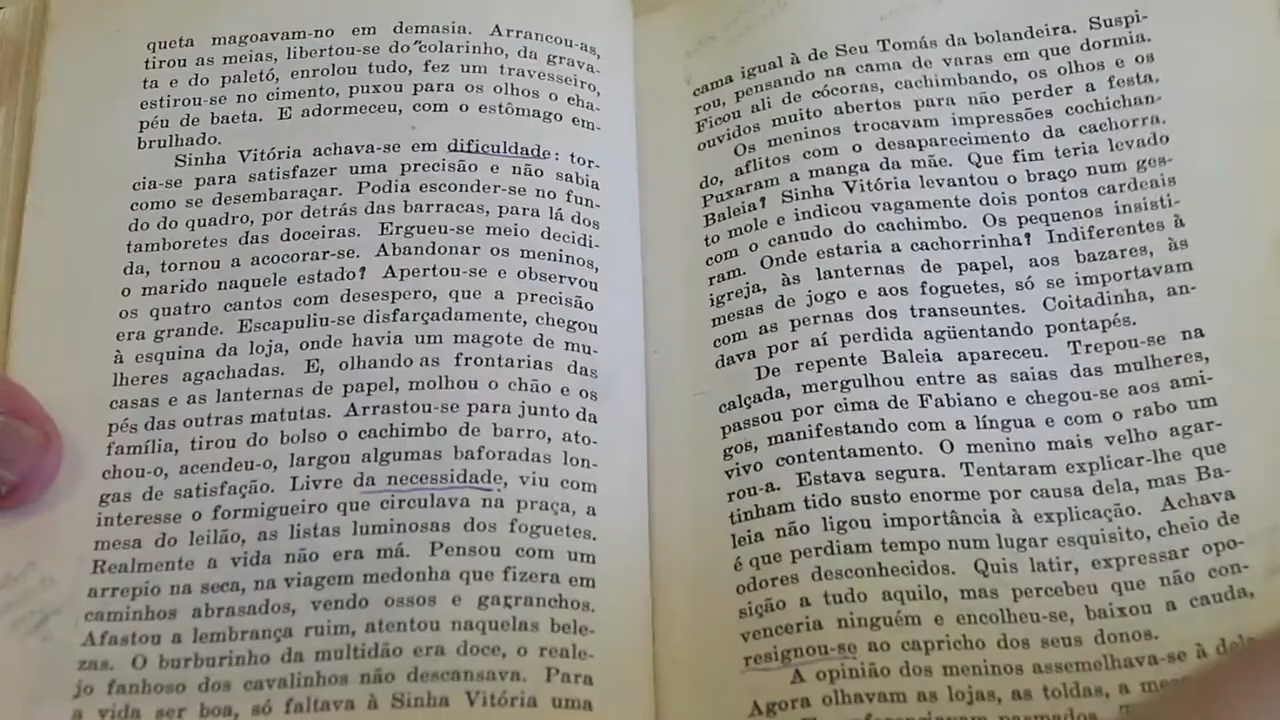 queta magoavam-no em demasia. Arrancou-as,
tirou as meias, libertou-se do colarinho, da grava-
ta e do paletó, enrolou tudo, fez um travesseiro,
estirou-se no cimento, puxou para os olhos o cha-
péu de baeta. E adormeceu, com o estômago em-
brulhado.
Sinha Vitória achava-se em dificuldade: tor-
cia-se para satisfazer uma precisão e não sabia
como se desembaraçar. Podia esconder-se no fun-
do do quadro, por detrás das barracas, para lá dos
tamboretes das doceiras. Ergueu-se meio decidi-
da, tornou a acocorar-se. Abandonar os meninos,
o marido naquele estado? Apertou-se e observou
os quatro cantos com desespero, que a precisão
era grande. Escapuliu-se disfarçadamente, chegou
à esquina da loja, onde havia um magote de mu-
lheres agachadas. E, olhando as frontarias das
casas e as lanternas de papel, molhou o chão e os
pés das outras matutas. Arrastou-se para junto da
família, tirou do bolso o cachimbo de barro, ato-
chou-o, acendeu-o, largou algumas baforadas lon-
gas de satisfação. Livre da necessidade, viu com
interesse o formigueiro que circulava na praça, a
mesa do leilão, as listas luminosas dos foguetes.
Realmente a vida não era má. Pensou com um
arrepio na seca, na viagem medonha que fizera em
caminhos abrasados, vendo ossos e garranchos.
Afastou a lembrança ruim, atentou naquelas bele-
zas. O burburinho da multidão era doce, o reale-
jo fanhoso dos cavalinhos não descansava. Para
a vida ser boa, só faltava à Sinha Vitória uma
cama igual à de Seu Tomás da bolandeira. Suspi-
rou, pensando na cama de varas em que dormia.
Ficou ali de cócoras, cachimbando, os olhos e os
ouvidos muito abertos para não perder a festa.
Os meninos trocavam impressões cochichan-
do, aflitos com o desaparecimento da cachorra.
Puxaram a manga da mãe. Que fim teria levado
Baleia? Sinha Vitória levantou o braço num ges-
to mole e indicou vagamente dois pontos cardeais
com o canudo do cachimbo. Os pequenos insisti-
ram. Onde estaria a cachorrinha? Indiferentes à
igreja, às lanternas de papel, aos bazares, às
mesas de jogo e aos foguetes, só se importavam
com as pernas dos transeuntes. Coitadinha, an-
dava por aí perdida agüentando pontapés.
De repente Baleia apareceu. Trepou-se na
calçada, mergulhou entre as saias das mulheres,
passou por cima de Fabiano e chegou-se aos ami-
gos, manifestando com a língua e com o rabo um
vivo contentamento. O menino mais velho agar-
rou-a. Estava segura. Tentaram explicar-lhe que
tinham tido susto enorme por causa dela, mas Ba-
leia não ligou importância à explicação. Achava
é que perdiam tempo num lugar esquisito, cheio de
odores desconhecidos. Quis latir, expressar opo-
sição a tudo aquilo, mas percebeu que não con-
venceria ninguém e encolheu-se, baixou a cauda,
resignou-se ao capricho dos seus donos.
A opinião dos meninos assemelhava-se à dela
Agora olhavam as lojas, as toldas, a
pasmados.